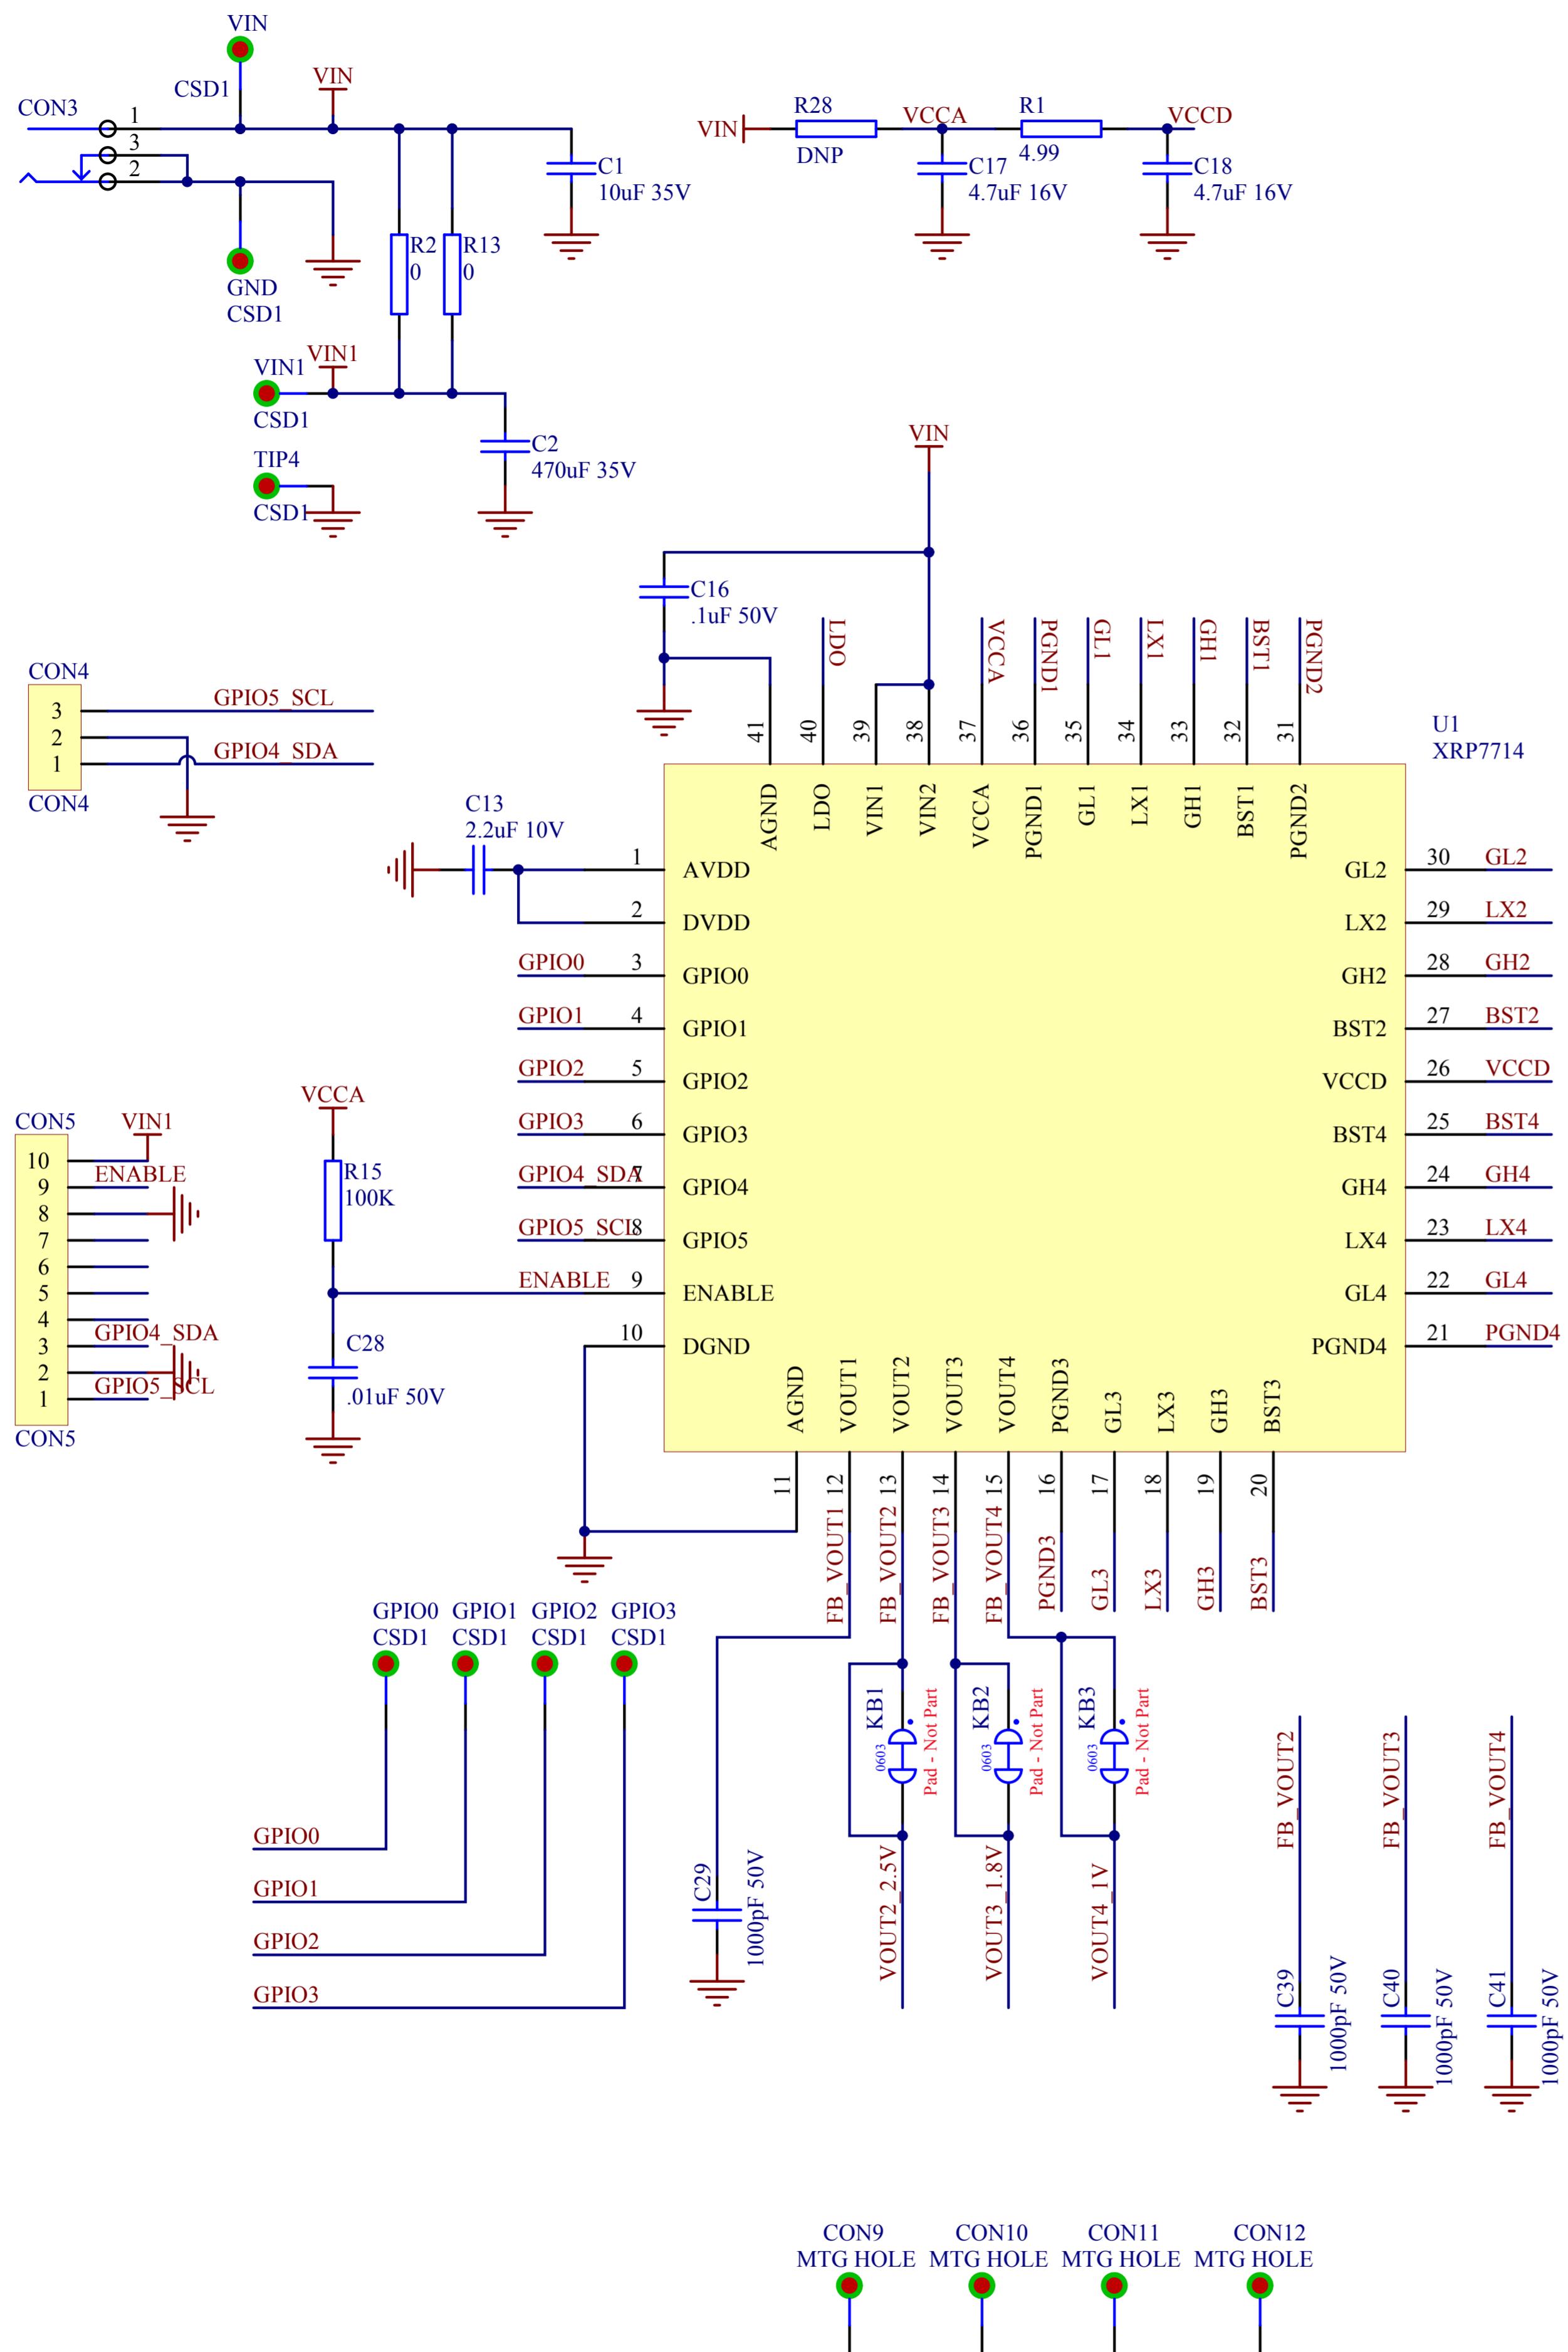 VIN
CSD1
VIN
CON3
1
3
2
GND
CSD1
C1
10uF 35V
R2
0
R13
0
VIN1
VIN1
CSD1
C2
470uF 35V
TIP4
CSD1
VIN
R28
DNP
VCCA
R1
4.99
VCCD
C17
4.7uF 16V
C18
4.7uF 16V
VIN
C16
.1uF 50V
LDO
VCCA
PGND1
GL1
LX1
GH1
BST1
PGND2
41
40
39
38
37
36
35
34
33
32
31
U1
XRP7714
AGND
LDO
VIN1
VIN2
VCCA
PGND1
GL1
LX1
GH1
BST1
PGND2
CON4
3
2
1
CON4
GPIO5_SCL
GPIO4_SDA
C13
2.2uF 10V
1
AVDD
2
DVDD
GPIO0
3
GPIO0
GPIO1
4
GPIO1
GPIO2
5
GPIO2
GPIO3
6
GPIO3
GPIO4_SDA
7
GPIO4
GPIO5_SCL
8
GPIO5
ENABLE
9
ENABLE
10
DGND
GL2
30
GL2
LX2
29
LX2
GH2
28
GH2
BST2
27
BST2
VCCD
26
VCCD
BST4
25
BST4
GH4
24
GH4
LX4
23
LX4
GL4
22
GL4
PGND4
21
PGND4
CON5
VIN1
10
ENABLE
9
8
7
6
5
4
GPIO4_SDA
3
2
GPIO5_SCL
1
CON5
VCCA
R15
100K
C28
.01uF 50V
AGND
VOUT1
VOUT2
VOUT3
VOUT4
PGND3
GL3
LX3
GH3
BST3
11
12
13
14
15
16
17
18
19
20
FB_VOUT1
FB_VOUT2
FB_VOUT3
FB_VOUT4
PGND3
GL3
LX3
GH3
BST3
GPIO0
CSD1
GPIO1
CSD1
GPIO2
CSD1
GPIO3
CSD1
GPIO0
GPIO1
GPIO2
GPIO3
C29
1000pF 50V
KB1
0603
Pad - Not Part
KB2
0603
Pad - Not Part
KB3
0603
Pad - Not Part
VOUT2_2.5V
VOUT3_1.8V
VOUT4_1V
FB_VOUT2
FB_VOUT3
FB_VOUT4
C39
1000pF 50V
C40
1000pF 50V
C41
1000pF 50V
CON9
MTG HOLE
CON10
MTG HOLE
CON11
MTG HOLE
CON12
MTG HOLE